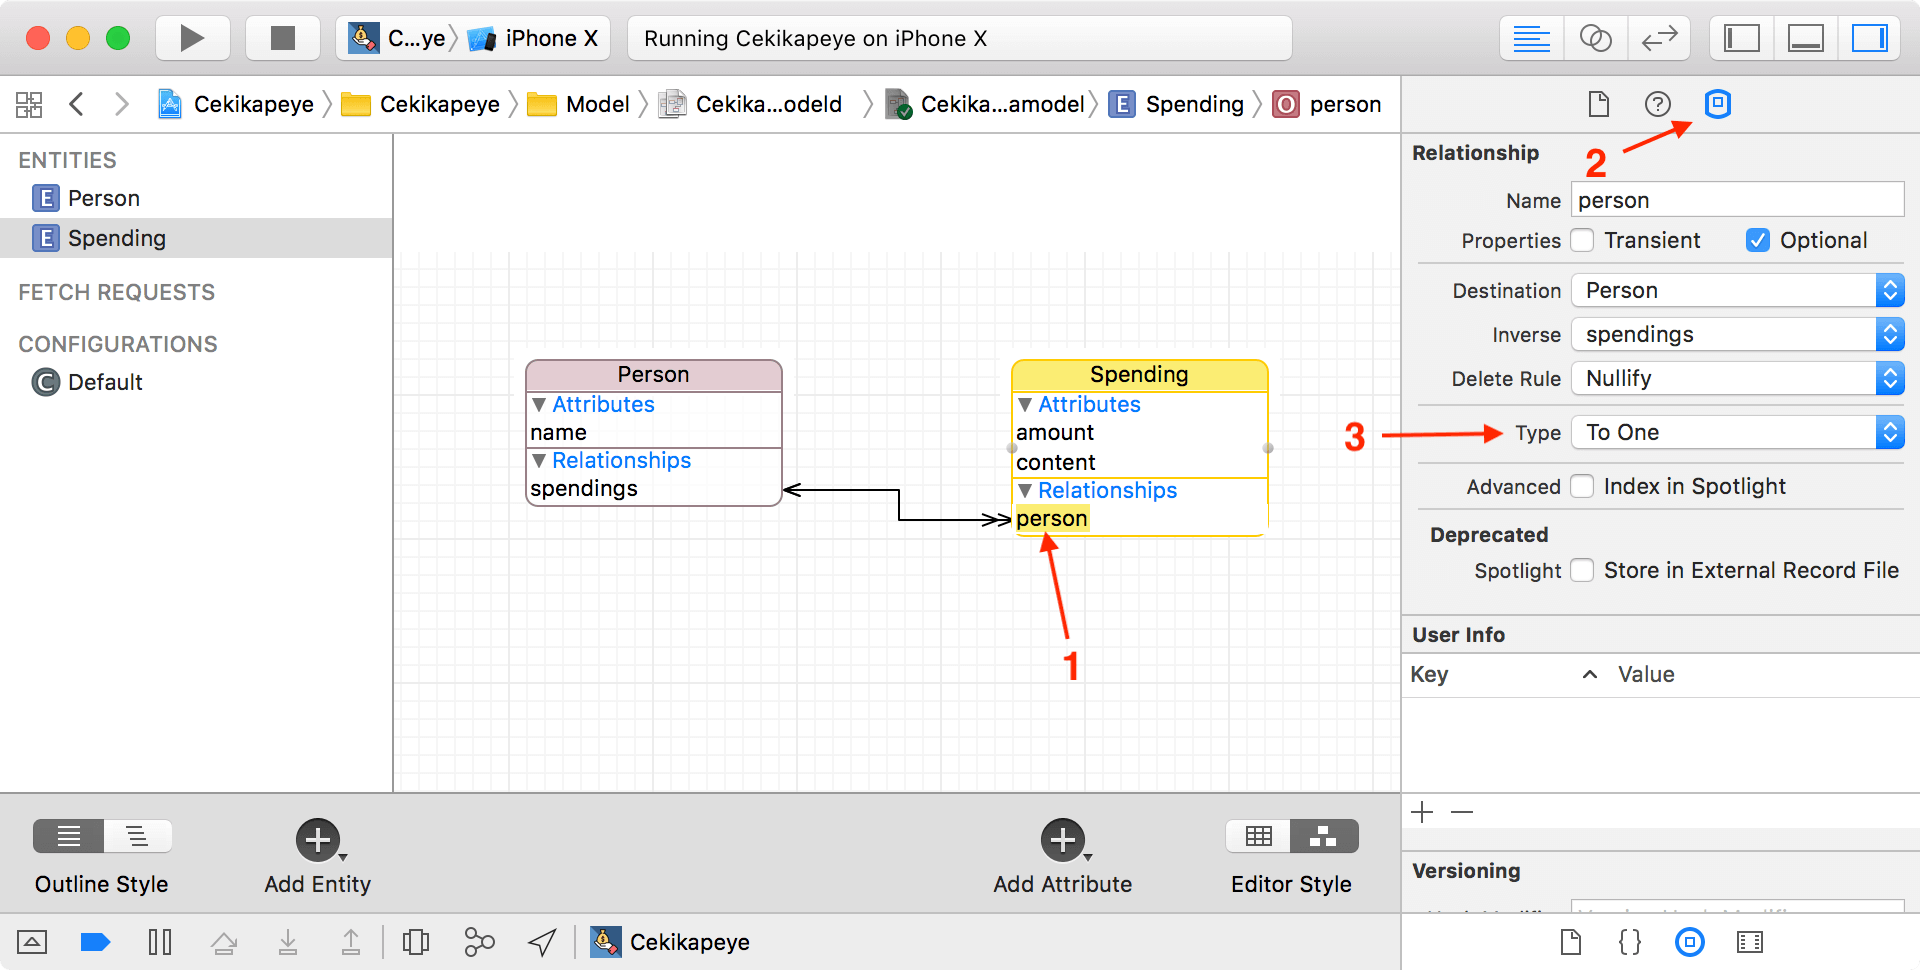 C...ye
iPhone X
Running Cekikapeye on iPhone X
Cekikapeye
Cekikapeye
Model
Cekika...odeld
Cekika...amodel
E Spending
O person
ENTITIES
E Person
E Spending
FETCH REQUESTS
CONFIGURATIONS
C Default
Person
Attributes
name
Relationships
spendings
Spending
Attributes
amount
content
Relationships
person
1
?
2
Relationship
Name person
Properties Transient Optional
Destination Person
Inverse spendings
Delete Rule Nullify
3
Type To One
Advanced Index in Spotlight
Deprecated
Spotlight Store in External Record File
User Info
Key Value
Versioning
Outline Style
Add Entity
Add Attribute
Editor Style
Cekikapeye
{}